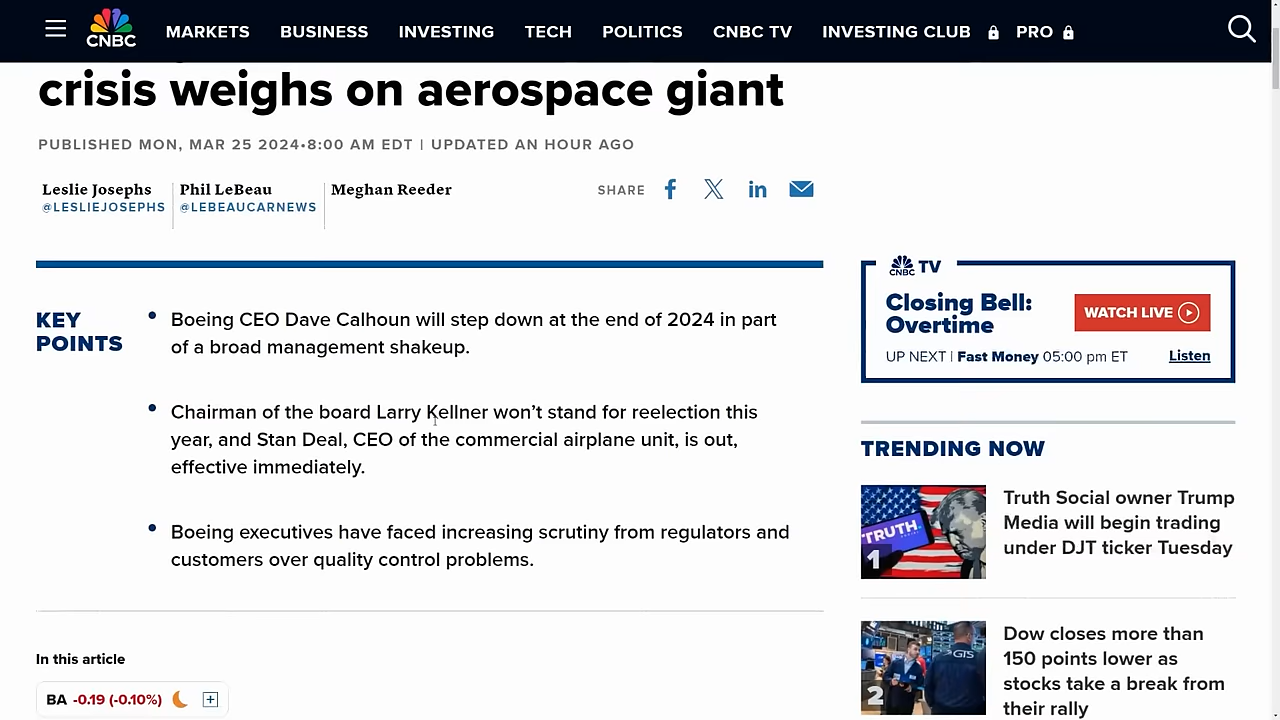 CNBC
MARKETS BUSINESS INVESTING TECH POLITICS CNBC TV INVESTING CLUB PRO
crisis weighs on aerospace giant
PUBLISHED MON, MAR 25 2024•8:00 AM EDT | UPDATED AN HOUR AGO
Leslie Josephs
@LESLIEJOSEPHS
Phil LeBeau
@LEBEAUCARNEWS
Meghan Reeder
SHARE
KEY
POINTS
• Boeing CEO Dave Calhoun will step down at the end of 2024 in part
of a broad management shakeup.
• Chairman of the board Larry Kellner won’t stand for reelection this
year, and Stan Deal, CEO of the commercial airplane unit, is out,
effective immediately.
• Boeing executives have faced increasing scrutiny from regulators and
customers over quality control problems.
In this article
BA -0.19 (-0.10%)
CNBC TV
Closing Bell:
Overtime
WATCH LIVE
UP NEXT | Fast Money 05:00 pm ET
Listen
TRENDING NOW
TRUTH
1
Truth Social owner Trump
Media will begin trading
under DJT ticker Tuesday
GTS
2
Dow closes more than
150 points lower as
stocks take a break from
their rally